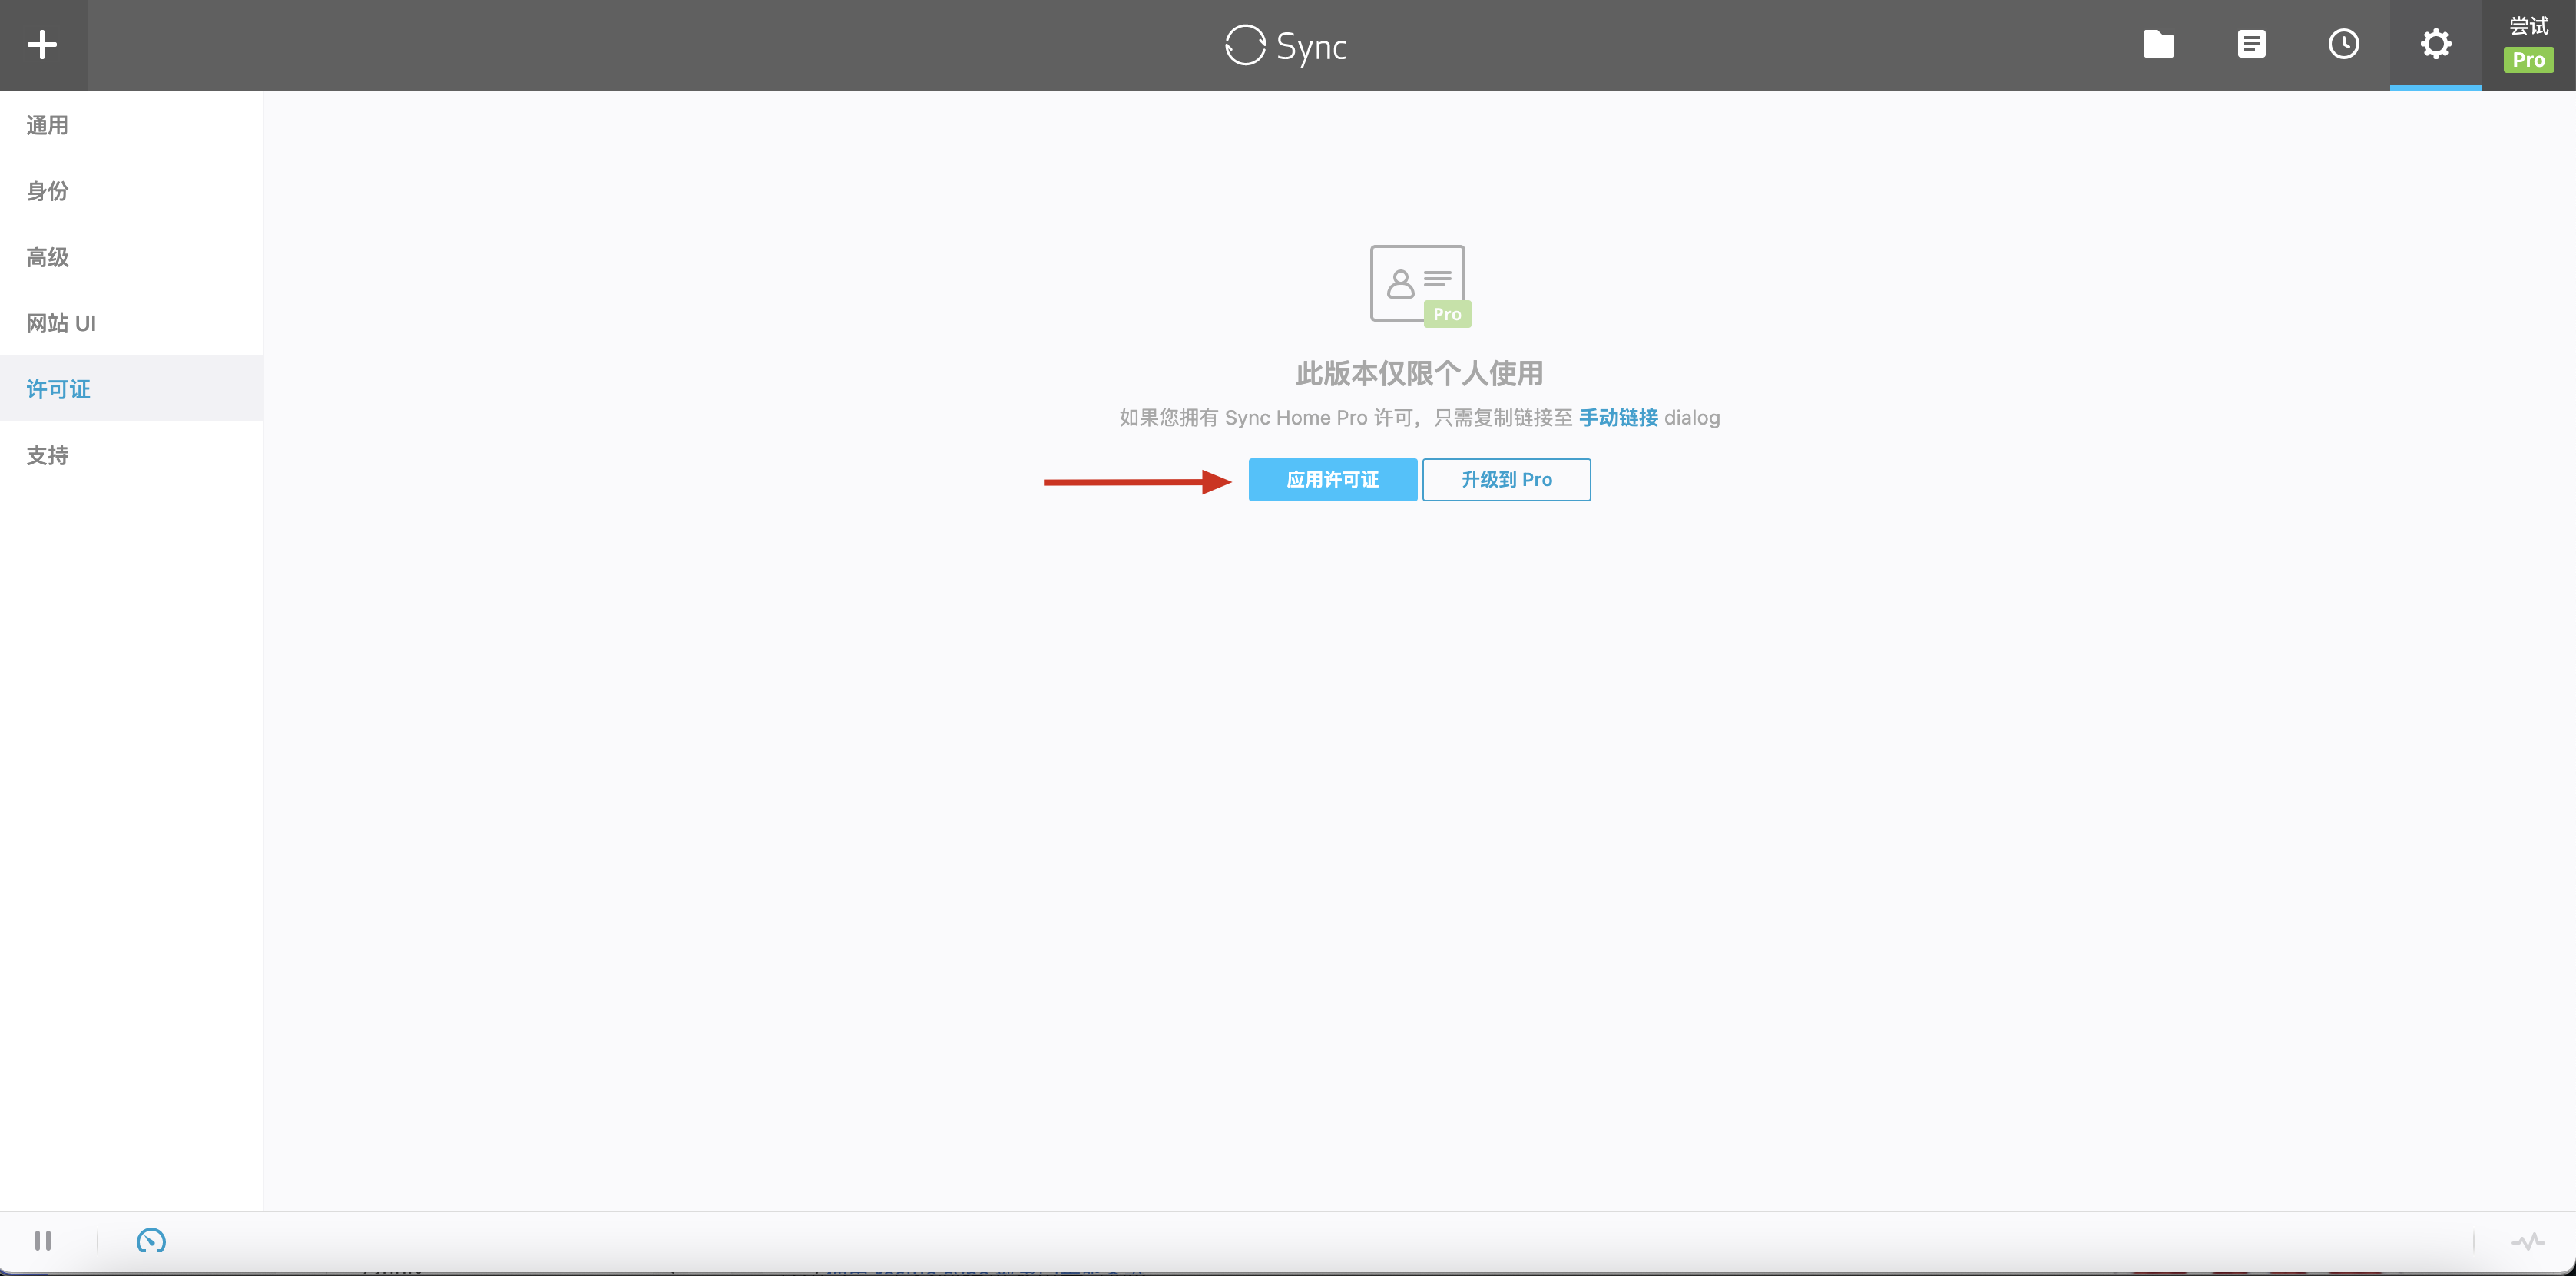 Sync
尝试
Pro
通用
身份
高级
网站 UI
许可证
支持
Pro
此版本仅限个人使用
如果您拥有 Sync Home Pro 许可，只需复制链接至 手动链接 dialog
应用许可证
升级到 Pro